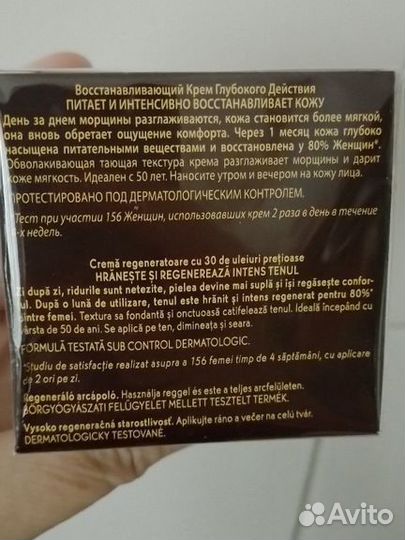 Восстанавливающий Крем Глубокого Действия
ПИТАЕТ И ИНТЕНСИВНО ВОССТАНАВЛИВАЕТ КОЖУ
День за днем морщины разглаживаются, кожа становится более мягкой,
она вновь обретает ощущение комфорта. Через 1 месяц кожа глубоко
насыщена питательными веществами и восстановлена у 80% Женщин*.
Обволакивающая тающая текстура крема разглаживает морщины и дарит
коже мягкость. Идеален с 50 лет. Наносите утром и вечером на кожу лица.
ПРОТЕСТИРОВАНО ПОД ДЕРМАТОЛОГИЧЕСКИМ КОНТРОЛЕМ.
*Тест при участии 156 Женщин, использовавших крем 2 раза в день в течение
4-х недель.
Cremă regeneratoare cu 30 de uleiuri prețioase
HRĂNEȘTE ȘI REGENEREAZĂ INTENS TENUL
Zi după zi, ridurile sunt netezite, pielea devine mai suplă și își regăsește confor-
tul. După o lună de utilizare, tenul este hrănit și intens regenerat pentru 80%*
dintre femei. Textura sa fondantă și onctuoasă catifelează tenul. Ideală începând cu
vârsta de 50 de ani. Se aplică pe ten, dimineața și seara.
FORMULĂ TESTATĂ SUB CONTROL DERMATOLOGIC.
*Studiu de satisfacție realizat asupra a 156 femei timp de 4 săptămâni, cu aplicare
de 2 ori pe zi.
Regeneráló arcápoló. Használja reggel és este a teljes arcfelületen.
BŐRGYÓGYÁSZATI FELÜGYELET MELLETT TESZTELT TERMÉK.
Vysoko regeneračná starostlivosť. Aplikujte ráno a večer na celú tvár.
DERMATOLOGICKY TESTOVANÉ.
Avito